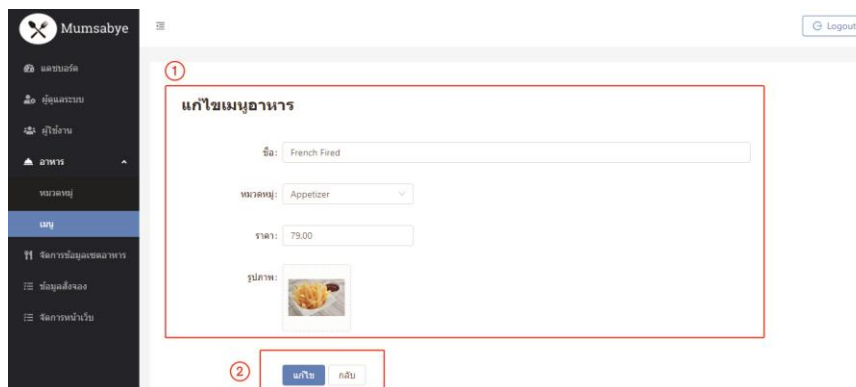 Mumsabye
Logout
แดชบอร์ด
ผู้ดูแลระบบ
ผู้ใช้งาน
อาหาร
หมวดหมู่
เมนู
จัดการข้อมูลเซตอาหาร
ข้อมูลสั่งจอง
จัดการหน้าเว็บ
1
แก้ไขเมนูอาหาร
ชื่อ: French Fired
หมวดหมู่: Appetizer
ราคา: 79.00
รูปภาพ:
2
แก้ไข กลับ